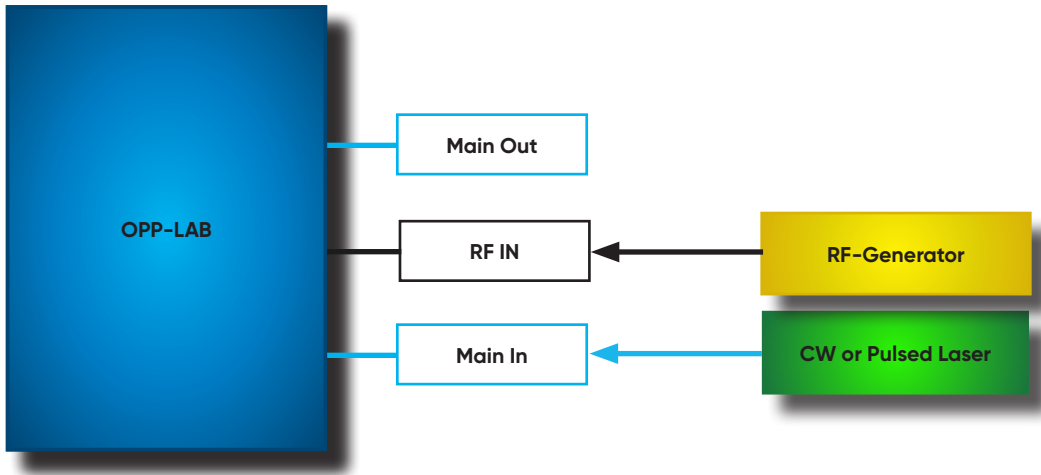 Main Out
OPP-LAB
RF IN
RF-Generator
Main In
CW or Pulsed Laser